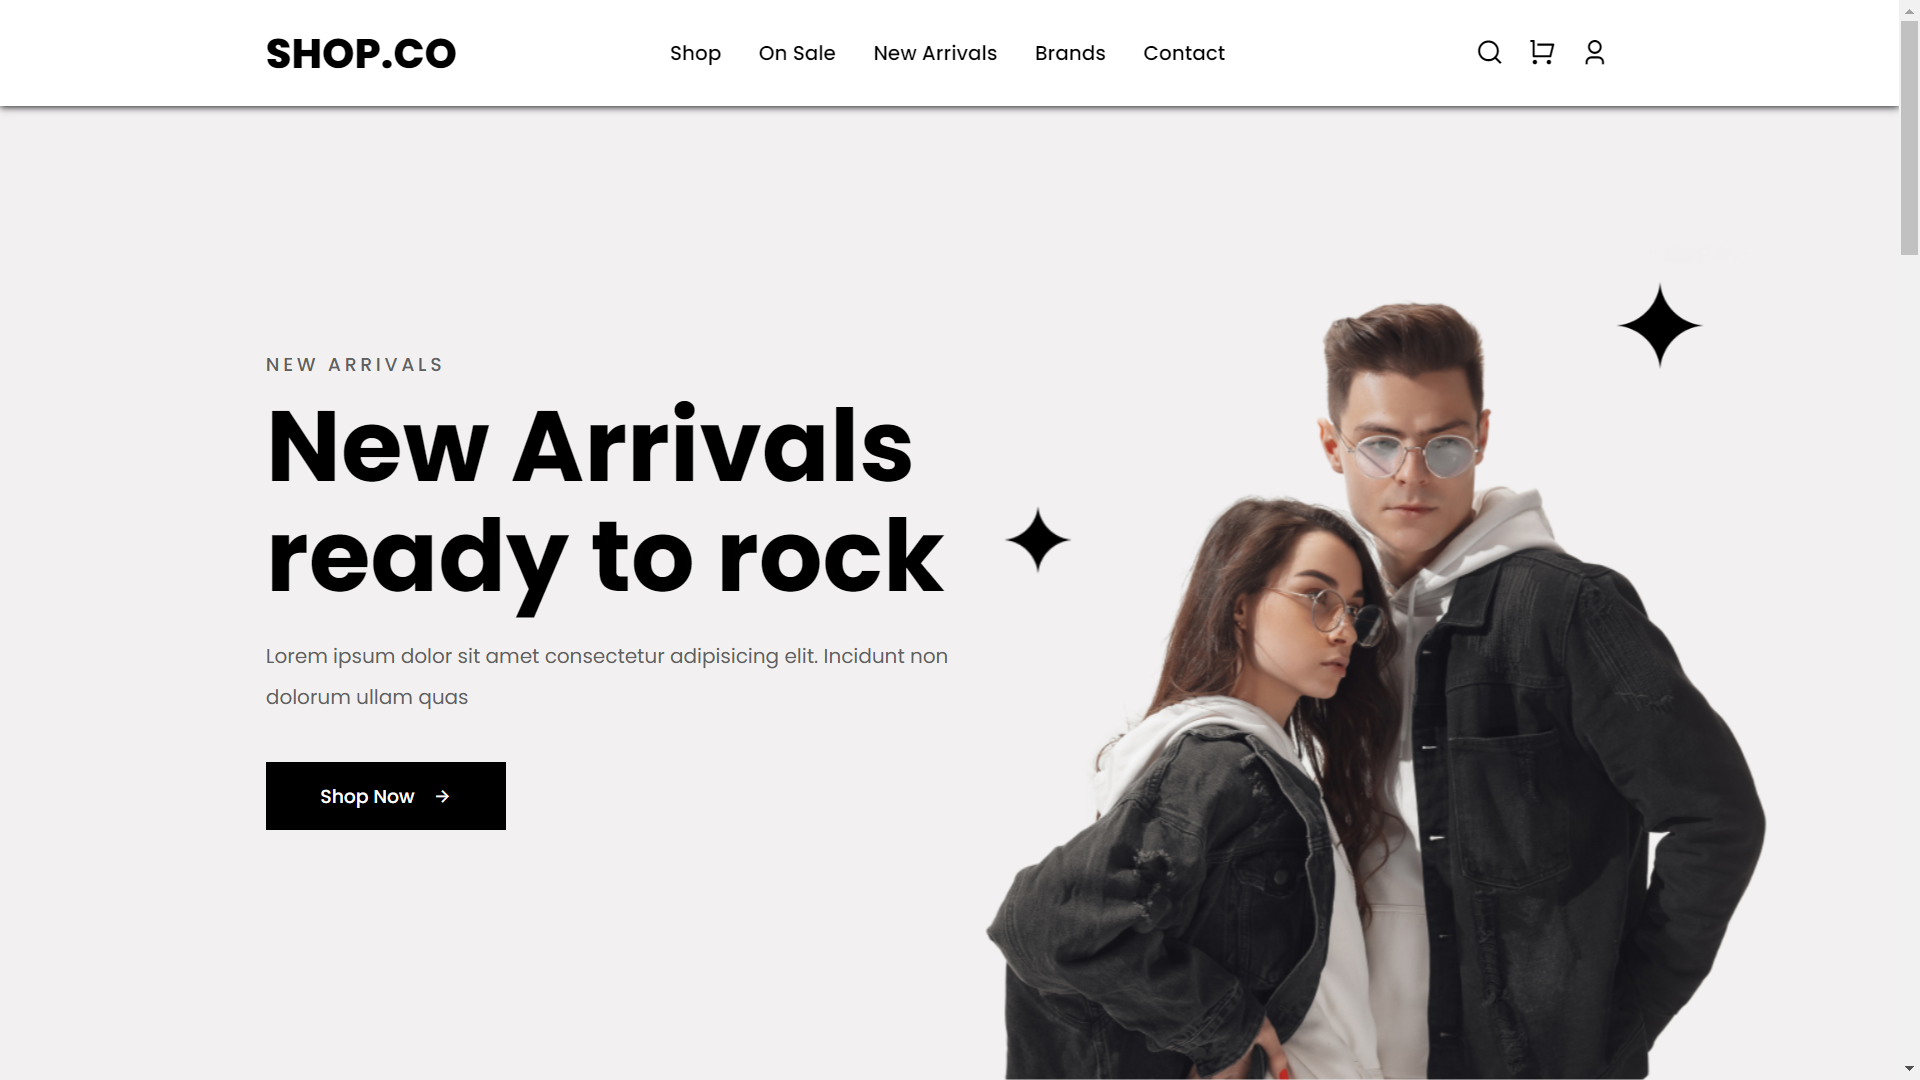 SHOP.CO
Shop On Sale New Arrivals Brands Contact
NEW ARRIVALS
New Arrivals
ready to rock
Lorem ipsum dolor sit amet consectetur adipisicing elit. Incidunt non
dolorum ullam quas
Shop Now